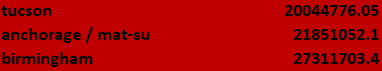 tucson 20044776.05
anchorage / mat-su 21851052.1
birmingham 27311703.4